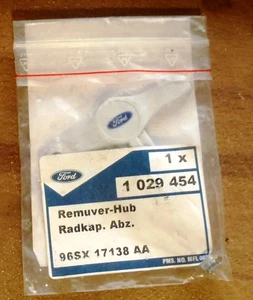 Ford
Ford
1 x
1 029 454
Remuver-Hub
Radkap. Abz.
96SX 17138 AA